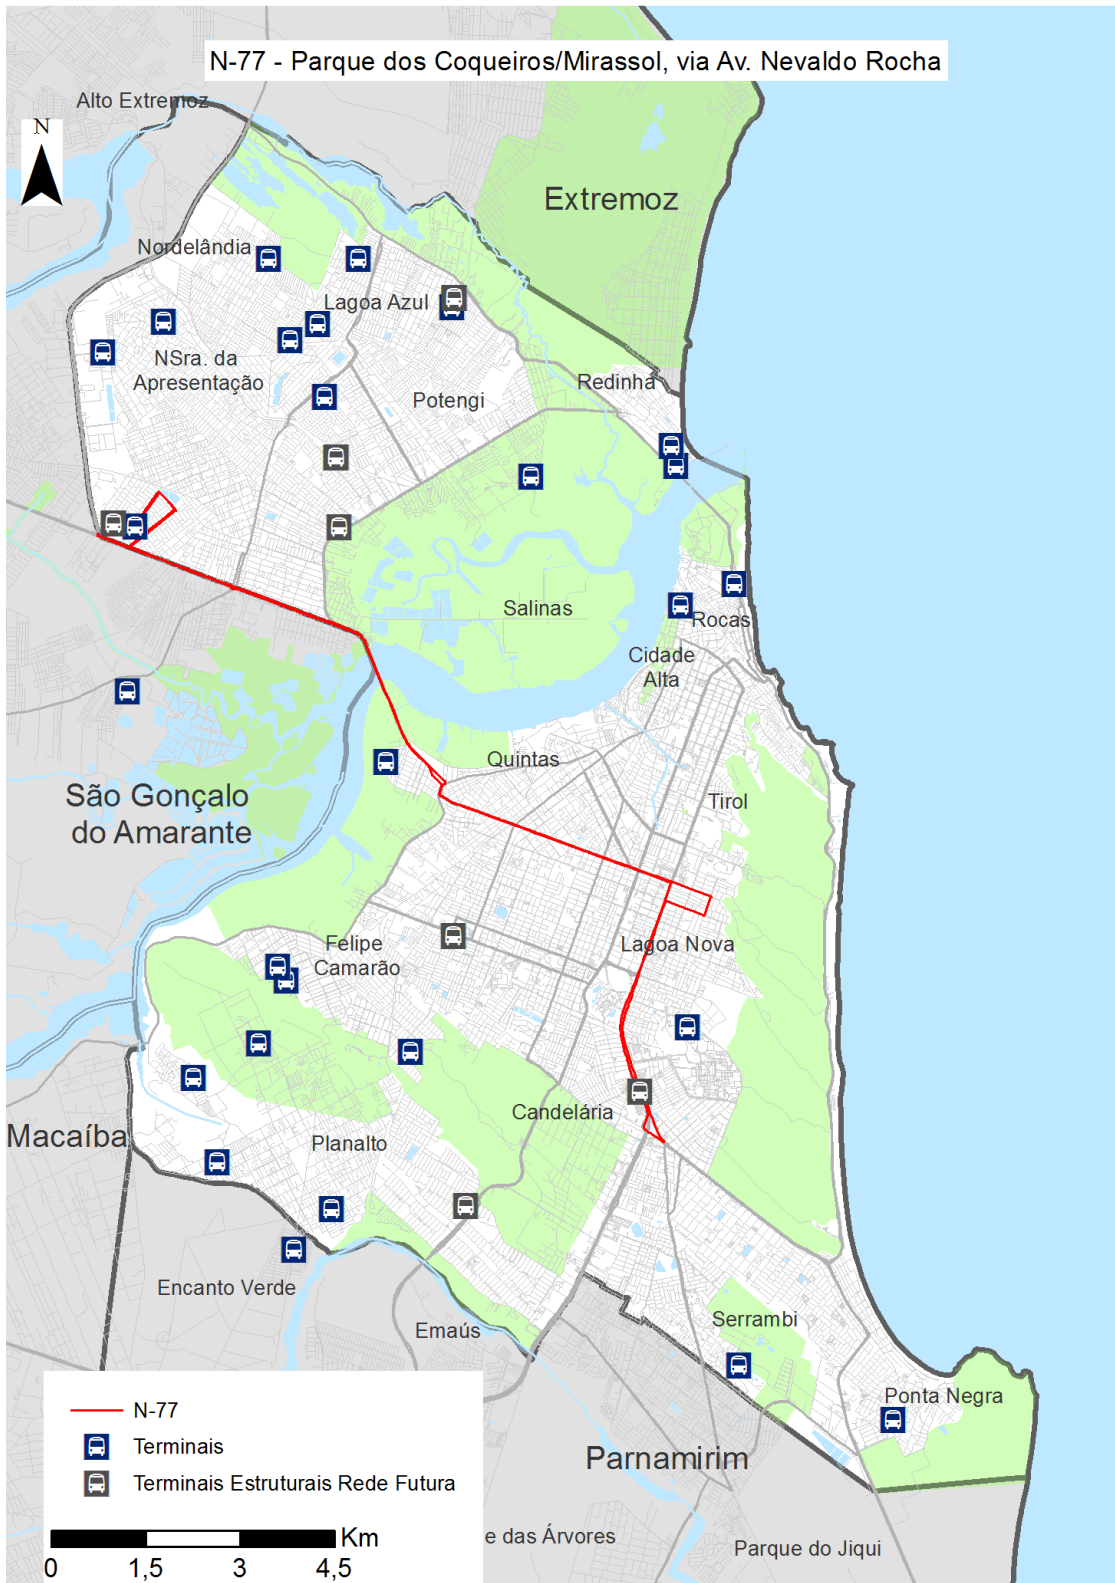 N-77 - Parque dos Coqueiros/Mirassol, via Av. Nevaldo Rocha
Alto Extremoz
N
Extremoz
Nordelândia
Lagoa Azul
NSra. da
Apresentação
Redinha
Potengi
Salinas
Rocas
Cidade
Alta
Quintas
São Gonçalo
do Amarante
Tirol
Felipe
Camarão
Lagoa Nova
Candelária
Macaíba
Planalto
Encanto Verde
Emaús
Serrambi
Ponta Negra
Parnamirim
e das Árvores
Parque do Jiqui
N-77
Terminais
Terminais Estruturais Rede Futura
Km
0 1,5 3 4,5